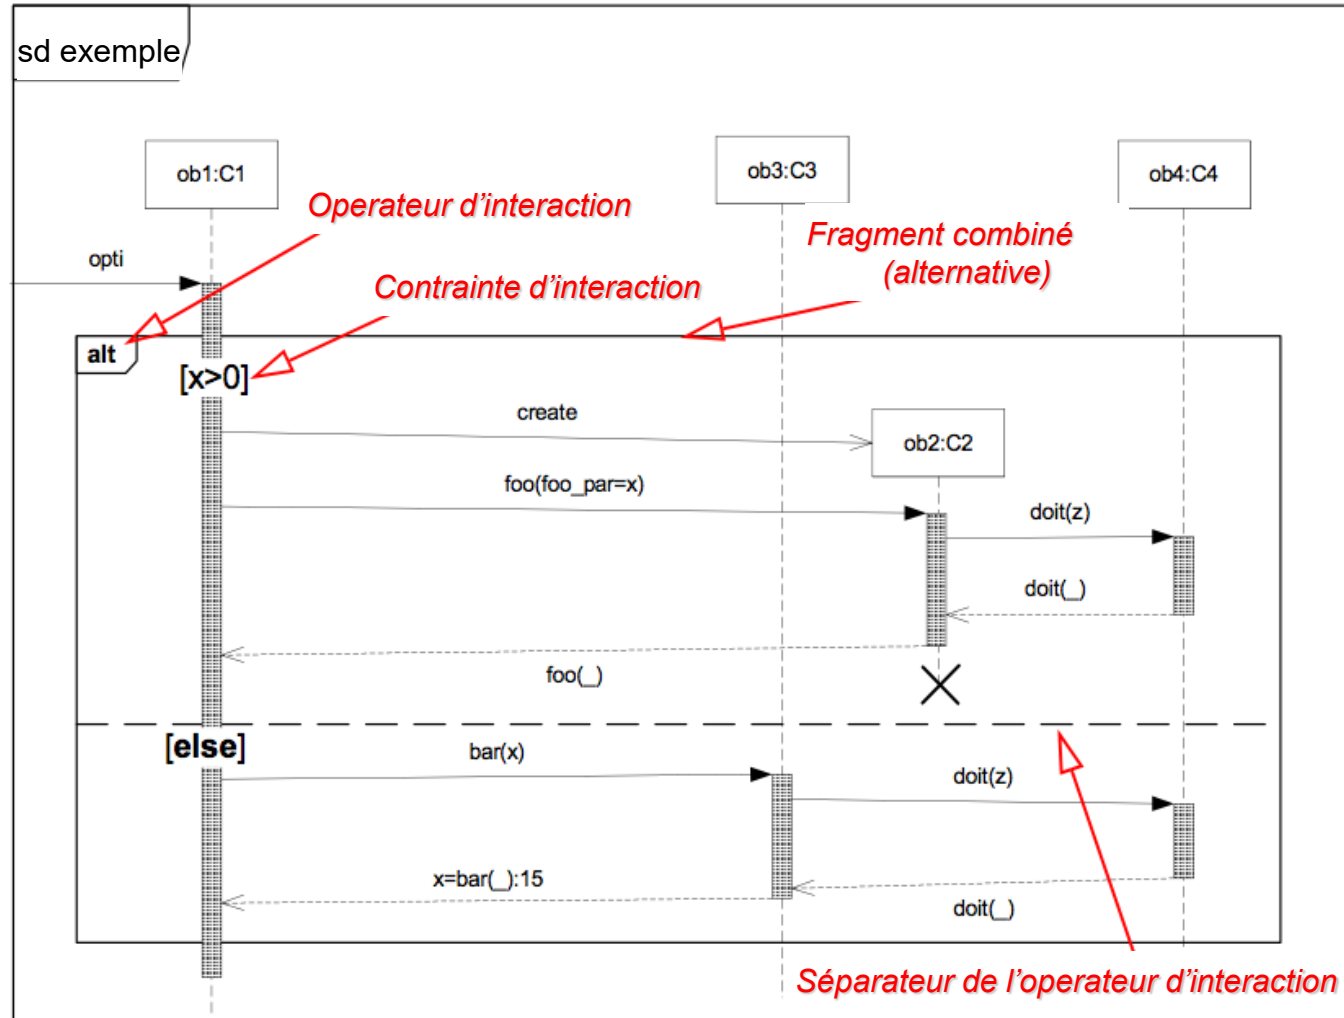 sd exemple
ob1:C1
ob3:C3
ob4:C4
Operateur d’interaction
Fragment combiné
(alternative)
opti
Contrainte d’interaction
alt
[x>0]
create
ob2:C2
foo(foo_par=x)
doit(z)
doit(_)
foo(_)
[else]
bar(x)
doit(z)
x=bar(_):15
doit(_)
Séparateur de l’operateur d’interaction